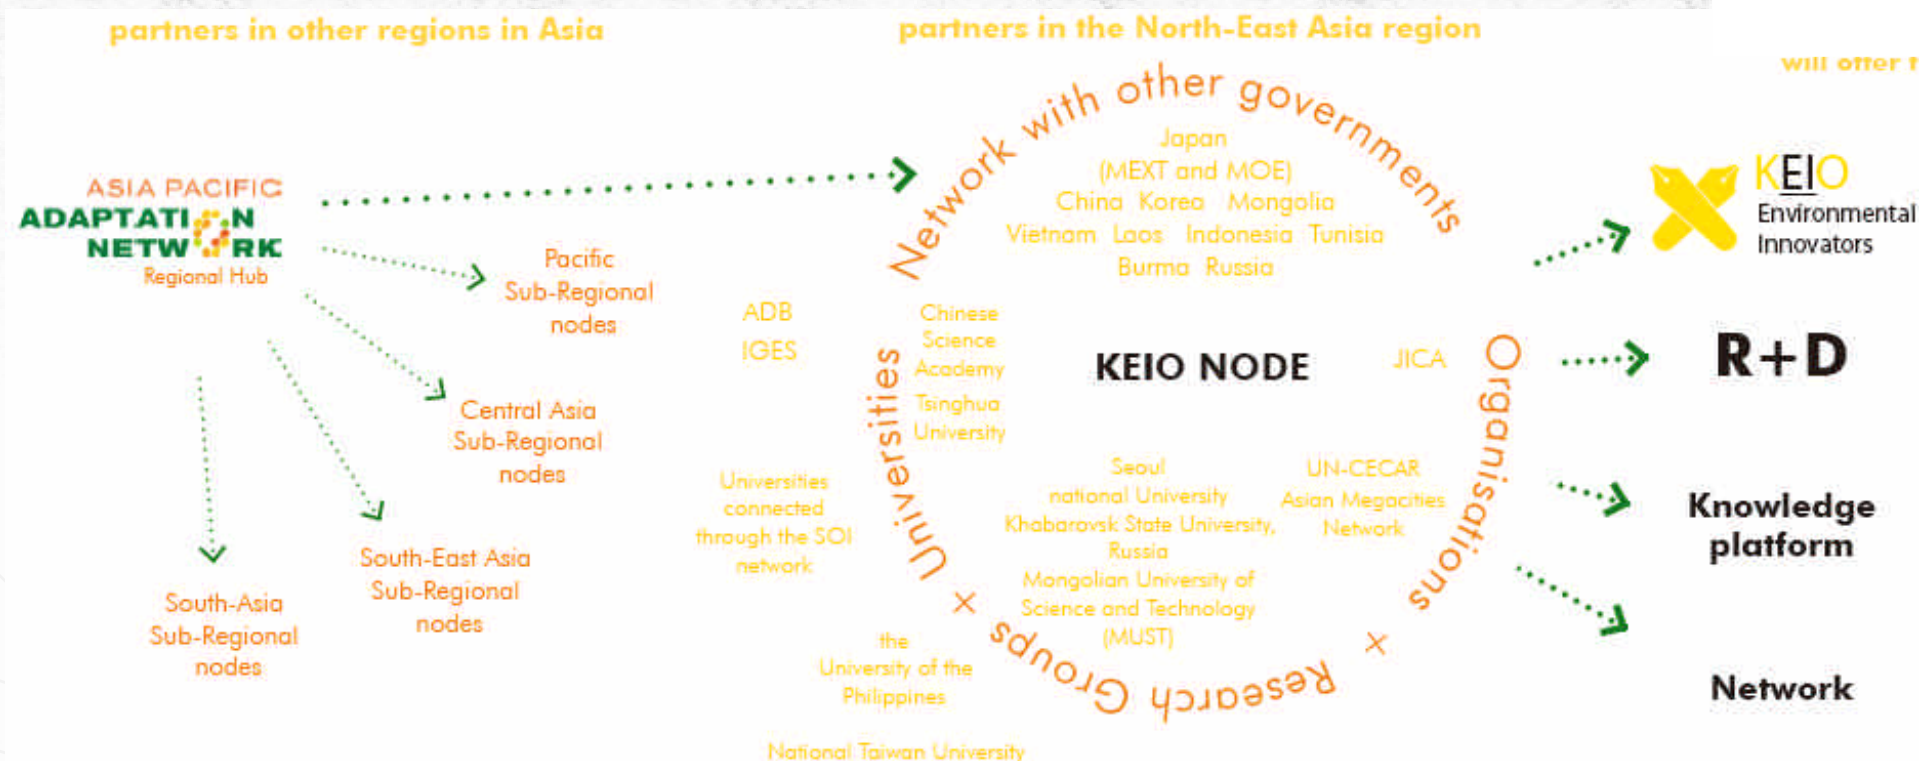 partners in other regions in Asia
partners in the North-East Asia region
ASIA PACIFIC
ADAPTATION
NETWORK
Regional Hub
Pacific
Sub-Regional
nodes
Central Asia
Sub-Regional
nodes
South-East Asia
Sub-Regional
nodes
South-Asia
Sub-Regional
nodes
Network with other governments
Japan
(MEXT and MOE)
China Korea Mongolia
Vietnam Laos Indonesia Tunisia
Burma Russia
ADB
IGES
Chinese
Science
Academy
Tsinghua
University
KEIO NODE
JICA
Universities
connected
through the SOI
network
Seoul
national University
Khabarovsk State University,
Russia
Mongolian University of
Science and Technology
(MUST)
UN-CECAR
Asian Megacities
Network
the
University of the
Philippines
National Taiwan University
Organisations x Research Groups x Universities
will offer
KEIO
Environmental
Innovators
R+D
Knowledge
platform
Network